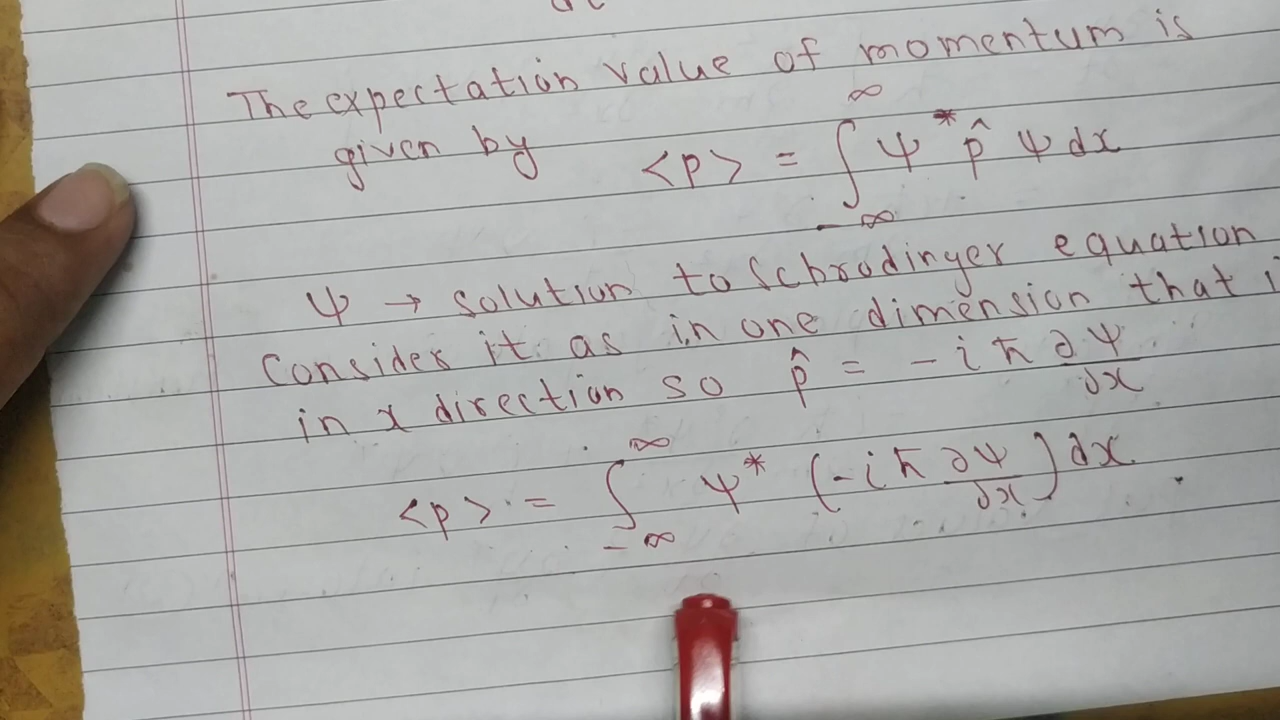 The expectation value of momentum is
given by <p> = ∫_{-∞}^{∞} ψ* p̂ ψ dx
ψ → solution to Schrodinger equation
Consider it as in one dimension that
in x direction so p̂ = -iħ ∂ψ/∂x
<p> = ∫_{-∞}^{∞} ψ* (-iħ ∂ψ/∂x) dx